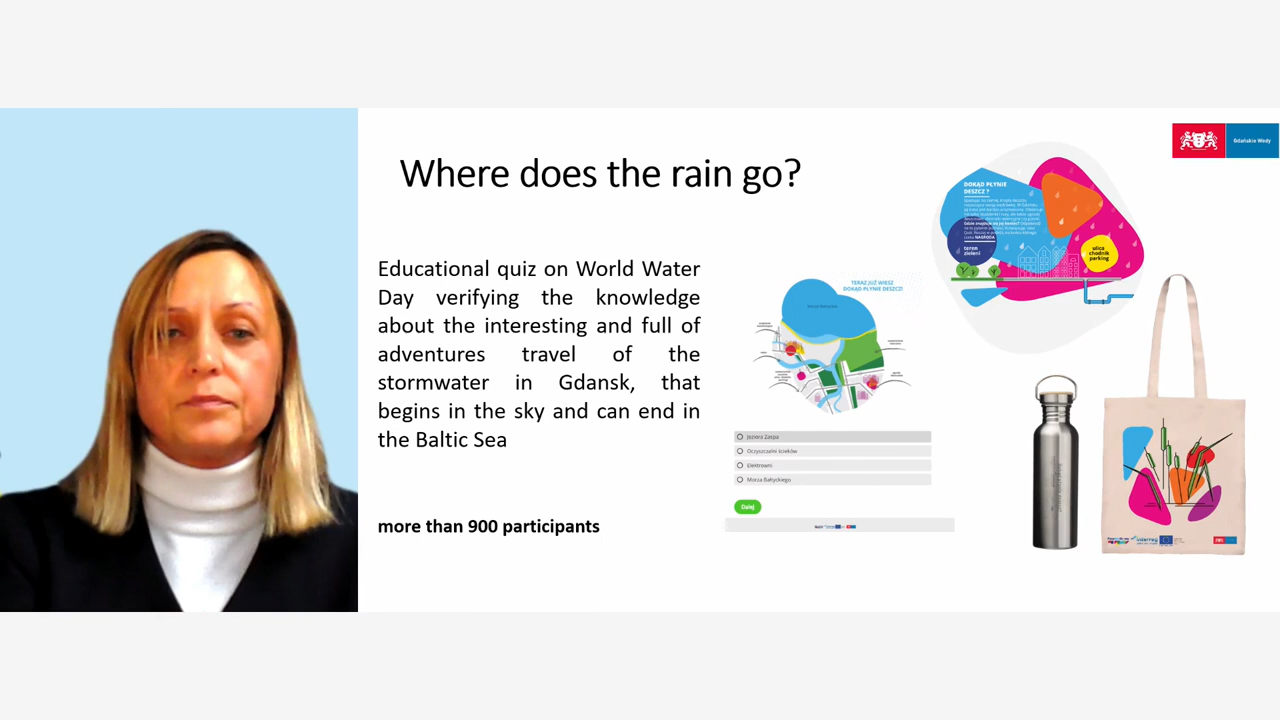 Where does the rain go?
Educational quiz on World Water
Day verifying the knowledge
about the interesting and full of
adventures travel of the
stormwater in Gdansk, that
begins in the sky and can end in
the Baltic Sea
more than 900 participants
Gdańskie Wody
DOKĄD PŁYNIE
DESZCZ ?
teren
zieleni
ulica
chodnik
parking
TERAZ JUŻ WIESZ
DOKĄD PŁYNIE DESZCZ!
Morze Bałtyckie
Jeziora Zaspa
Oczyszczalni ścieków
Elektrowni
Morza Bałtyckiego
Dalej
interreg